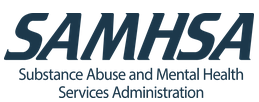 SAMHSA
Substance Abuse and Mental Health
Services Administration